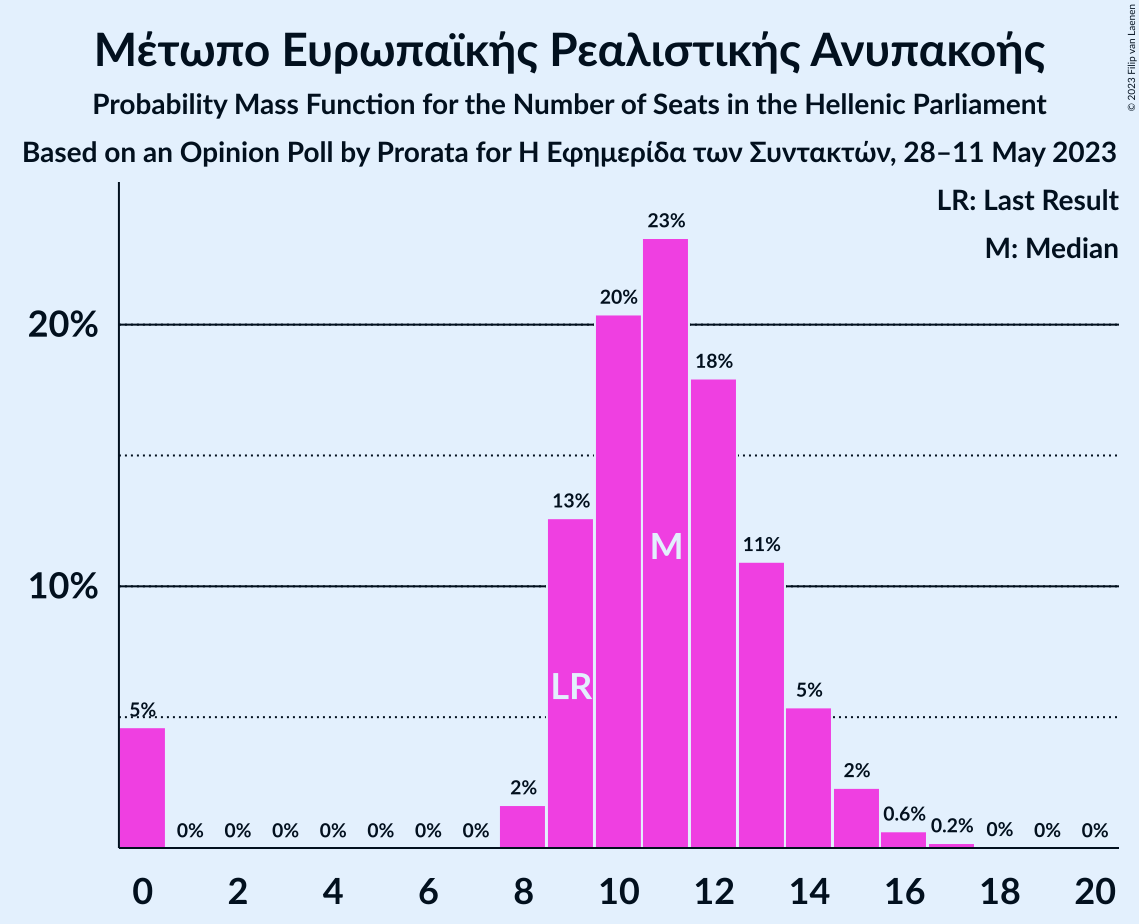 Μέτωπο Ευρωπαϊκής Ρεαλιστικής Ανυπακοής
Probability Mass Function for the Number of Seats in the Hellenic Parliament
Based on an Opinion Poll by Prorata for Η Εφημερίδα των Συντακτών, 28–11 May 2023
© 2023 Filip van Laenen
LR: Last Result
M: Median
20%
10%
5%
0%
0%
0%
0%
0%
0%
0%
2%
13%
20%
23%
18%
11%
5%
2%
0.6%
0.2%
0%
0%
0%
LR
M
0 2 4 6 8 10 12 14 16 18 20